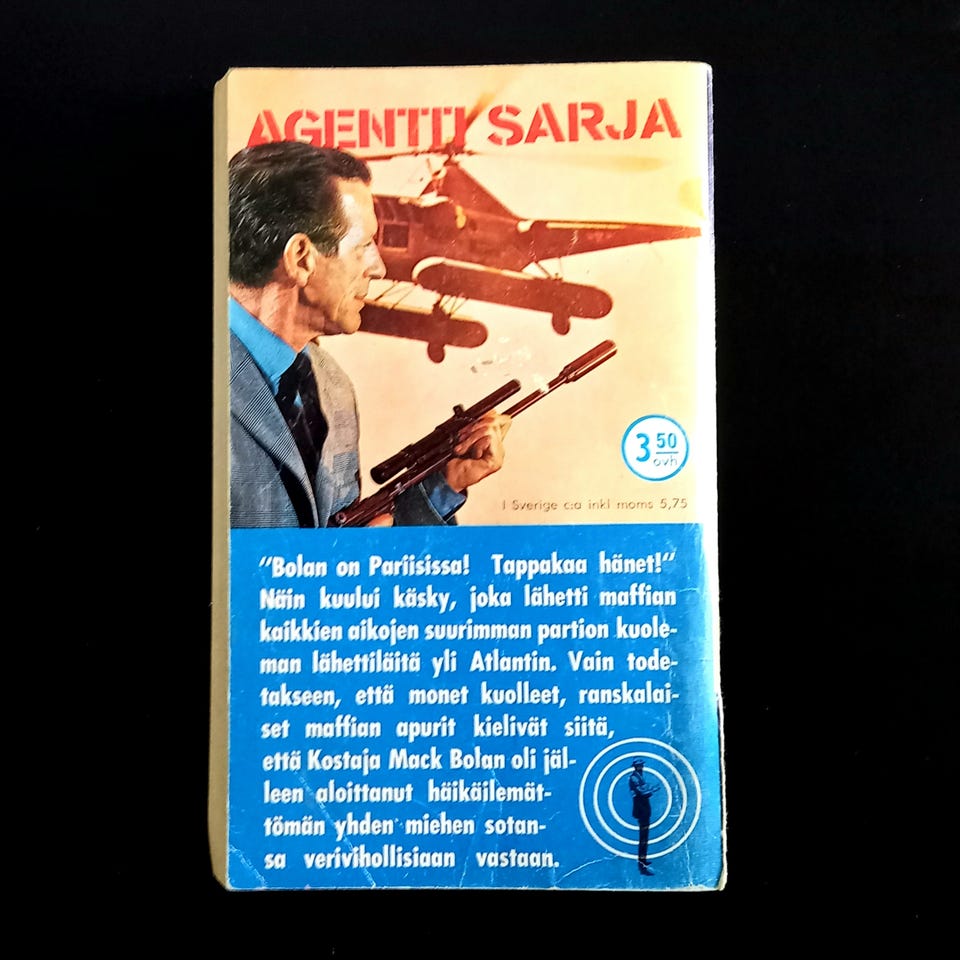 AGENTTI SARJA
3 50
ovh
I Sverige c:a inkl moms 5,75
"Bolan on Pariisissa! Tappakaa hänet!"
Näin kuului käsky, joka lähetti maffian
kaikkien aikojen suurimman partion kuole-
man lähettiläitä yli Atlantin. Vain tode-
takseen, että monet kuolleet, ranskalai-
set maffian apurit kielivät siitä,
että Kostaja Mack Bolan oli jäl-
leen aloittanut häikäilemät-
tömän yhden miehen sotan-
sa verivihollisiaan vastaan.